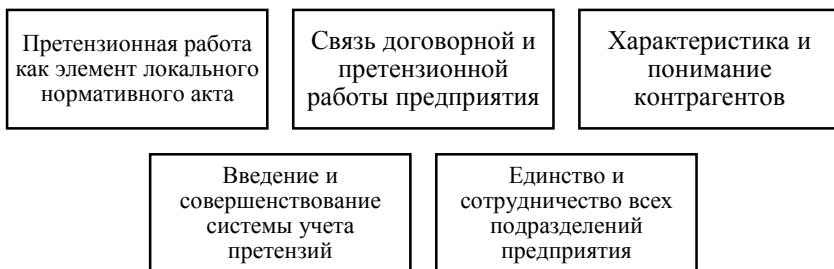 Претензионная работа
как элемент локального
нормативного акта
Связь договорной и
претензионной
работы предприятия
Характеристика и
понимание
контрагентов
Введение и
совершенствование
системы учета
претензий
Единство и
сотрудничество всех
подразделений
предприятия